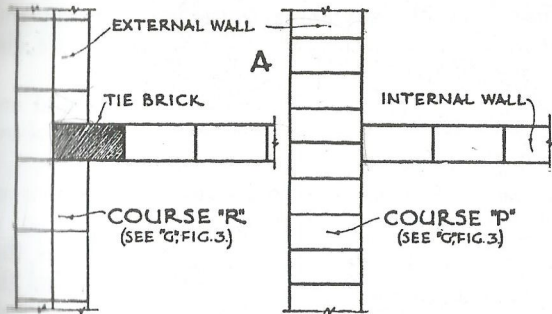 EXTERNAL WALL
A
TIE BRICK
INTERNAL WALL
COURSE "R"
(SEE "G", FIG. 3.)
COURSE "P"
(SEE "G", FIG. 3.)